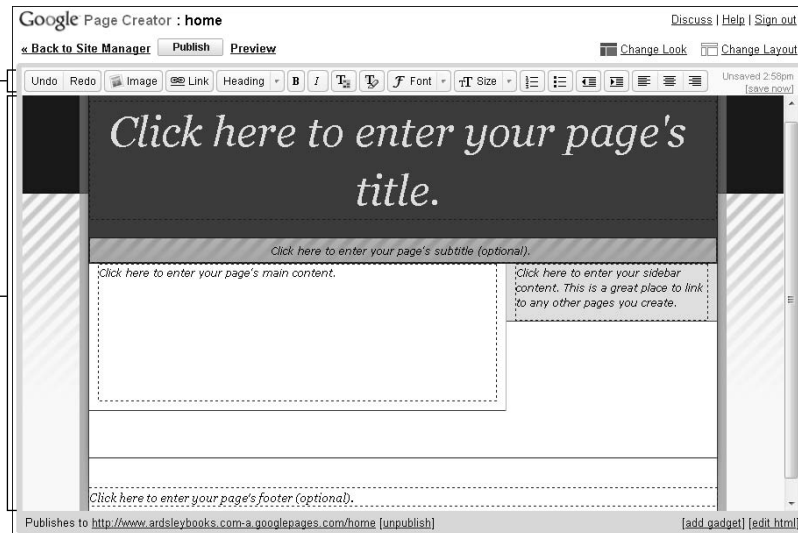 Google Page Creator : home
Discuss | Help | Sign out
« Back to Site Manager Publish Preview
Change Look Change Layout
Undo Redo Image Link Heading B I T T F Font TT Size
Unsaved 2:58pm
[save now]
Click here to enter your page's
title.
Click here to enter your page's subtitle (optional).
Click here to enter your page's main content.
Click here to enter your sidebar
content. This is a great place to link
to any other pages you create.
Click here to enter your page's footer (optional).
Publishes to http://www.ardsleybooks.com-a.googlepages.com/home [unpublish]
[add gadget] [edit html]